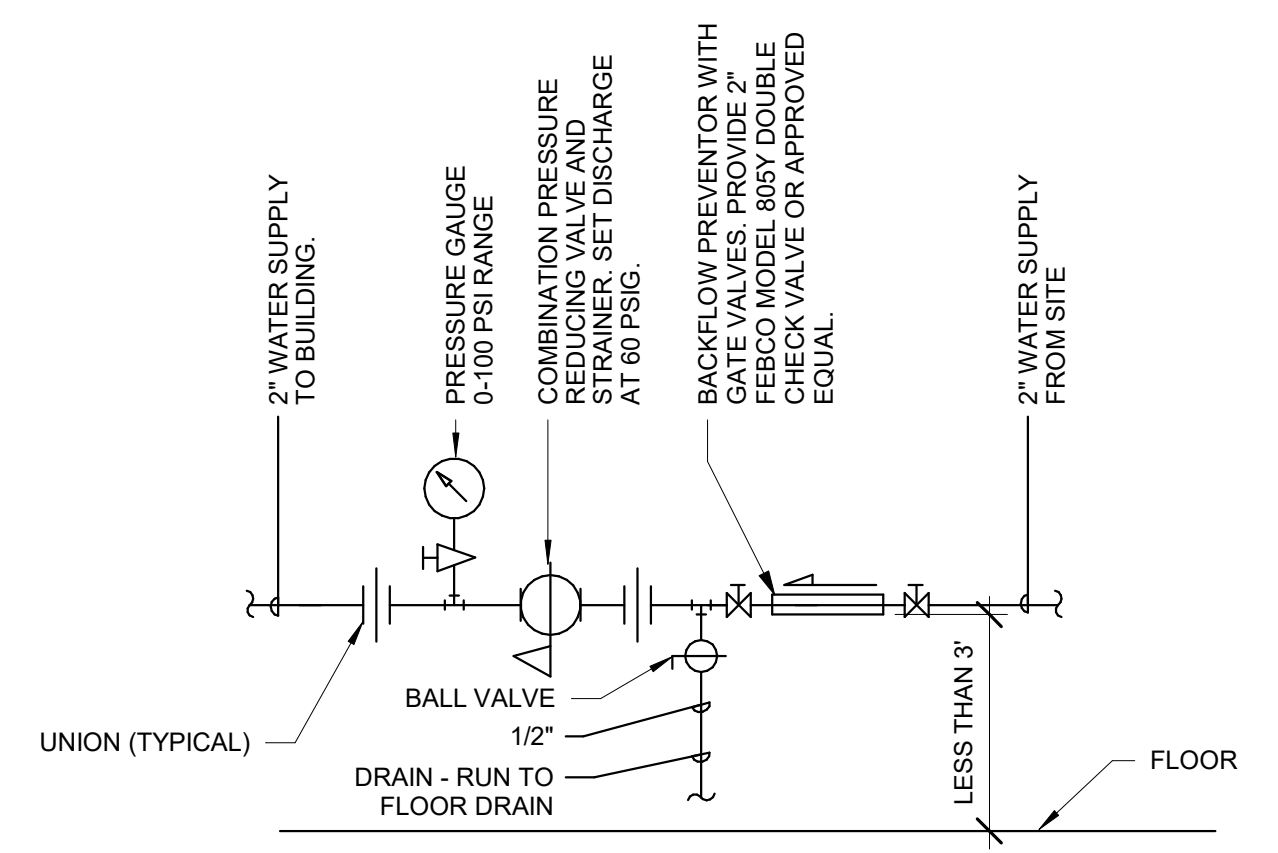 2" WATER SUPPLY
TO BUILDING.
PRESSURE GAUGE
0-100 PSI RANGE
COMBINATION PRESSURE
REDUCING VALVE AND
STRAINER. SET DISCHARGE
AT 60 PSIG.
BACKFLOW PREVENTOR WITH
GATE VALVES. PROVIDE 2"
FEBCO MODEL 805Y DOUBLE
CHECK VALVE OR APPROVED
EQUAL.
2" WATER SUPPLY
FROM SITE
BALL VALVE
UNION (TYPICAL)
1/2"
DRAIN - RUN TO
FLOOR DRAIN
LESS THAN 3'
FLOOR